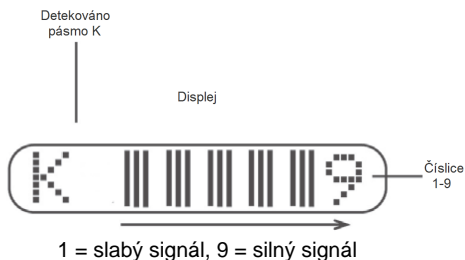 Detekováno
pásmo K
Displej
K 9
Číslice
1-9
1 = slabý signál, 9 = silný signál